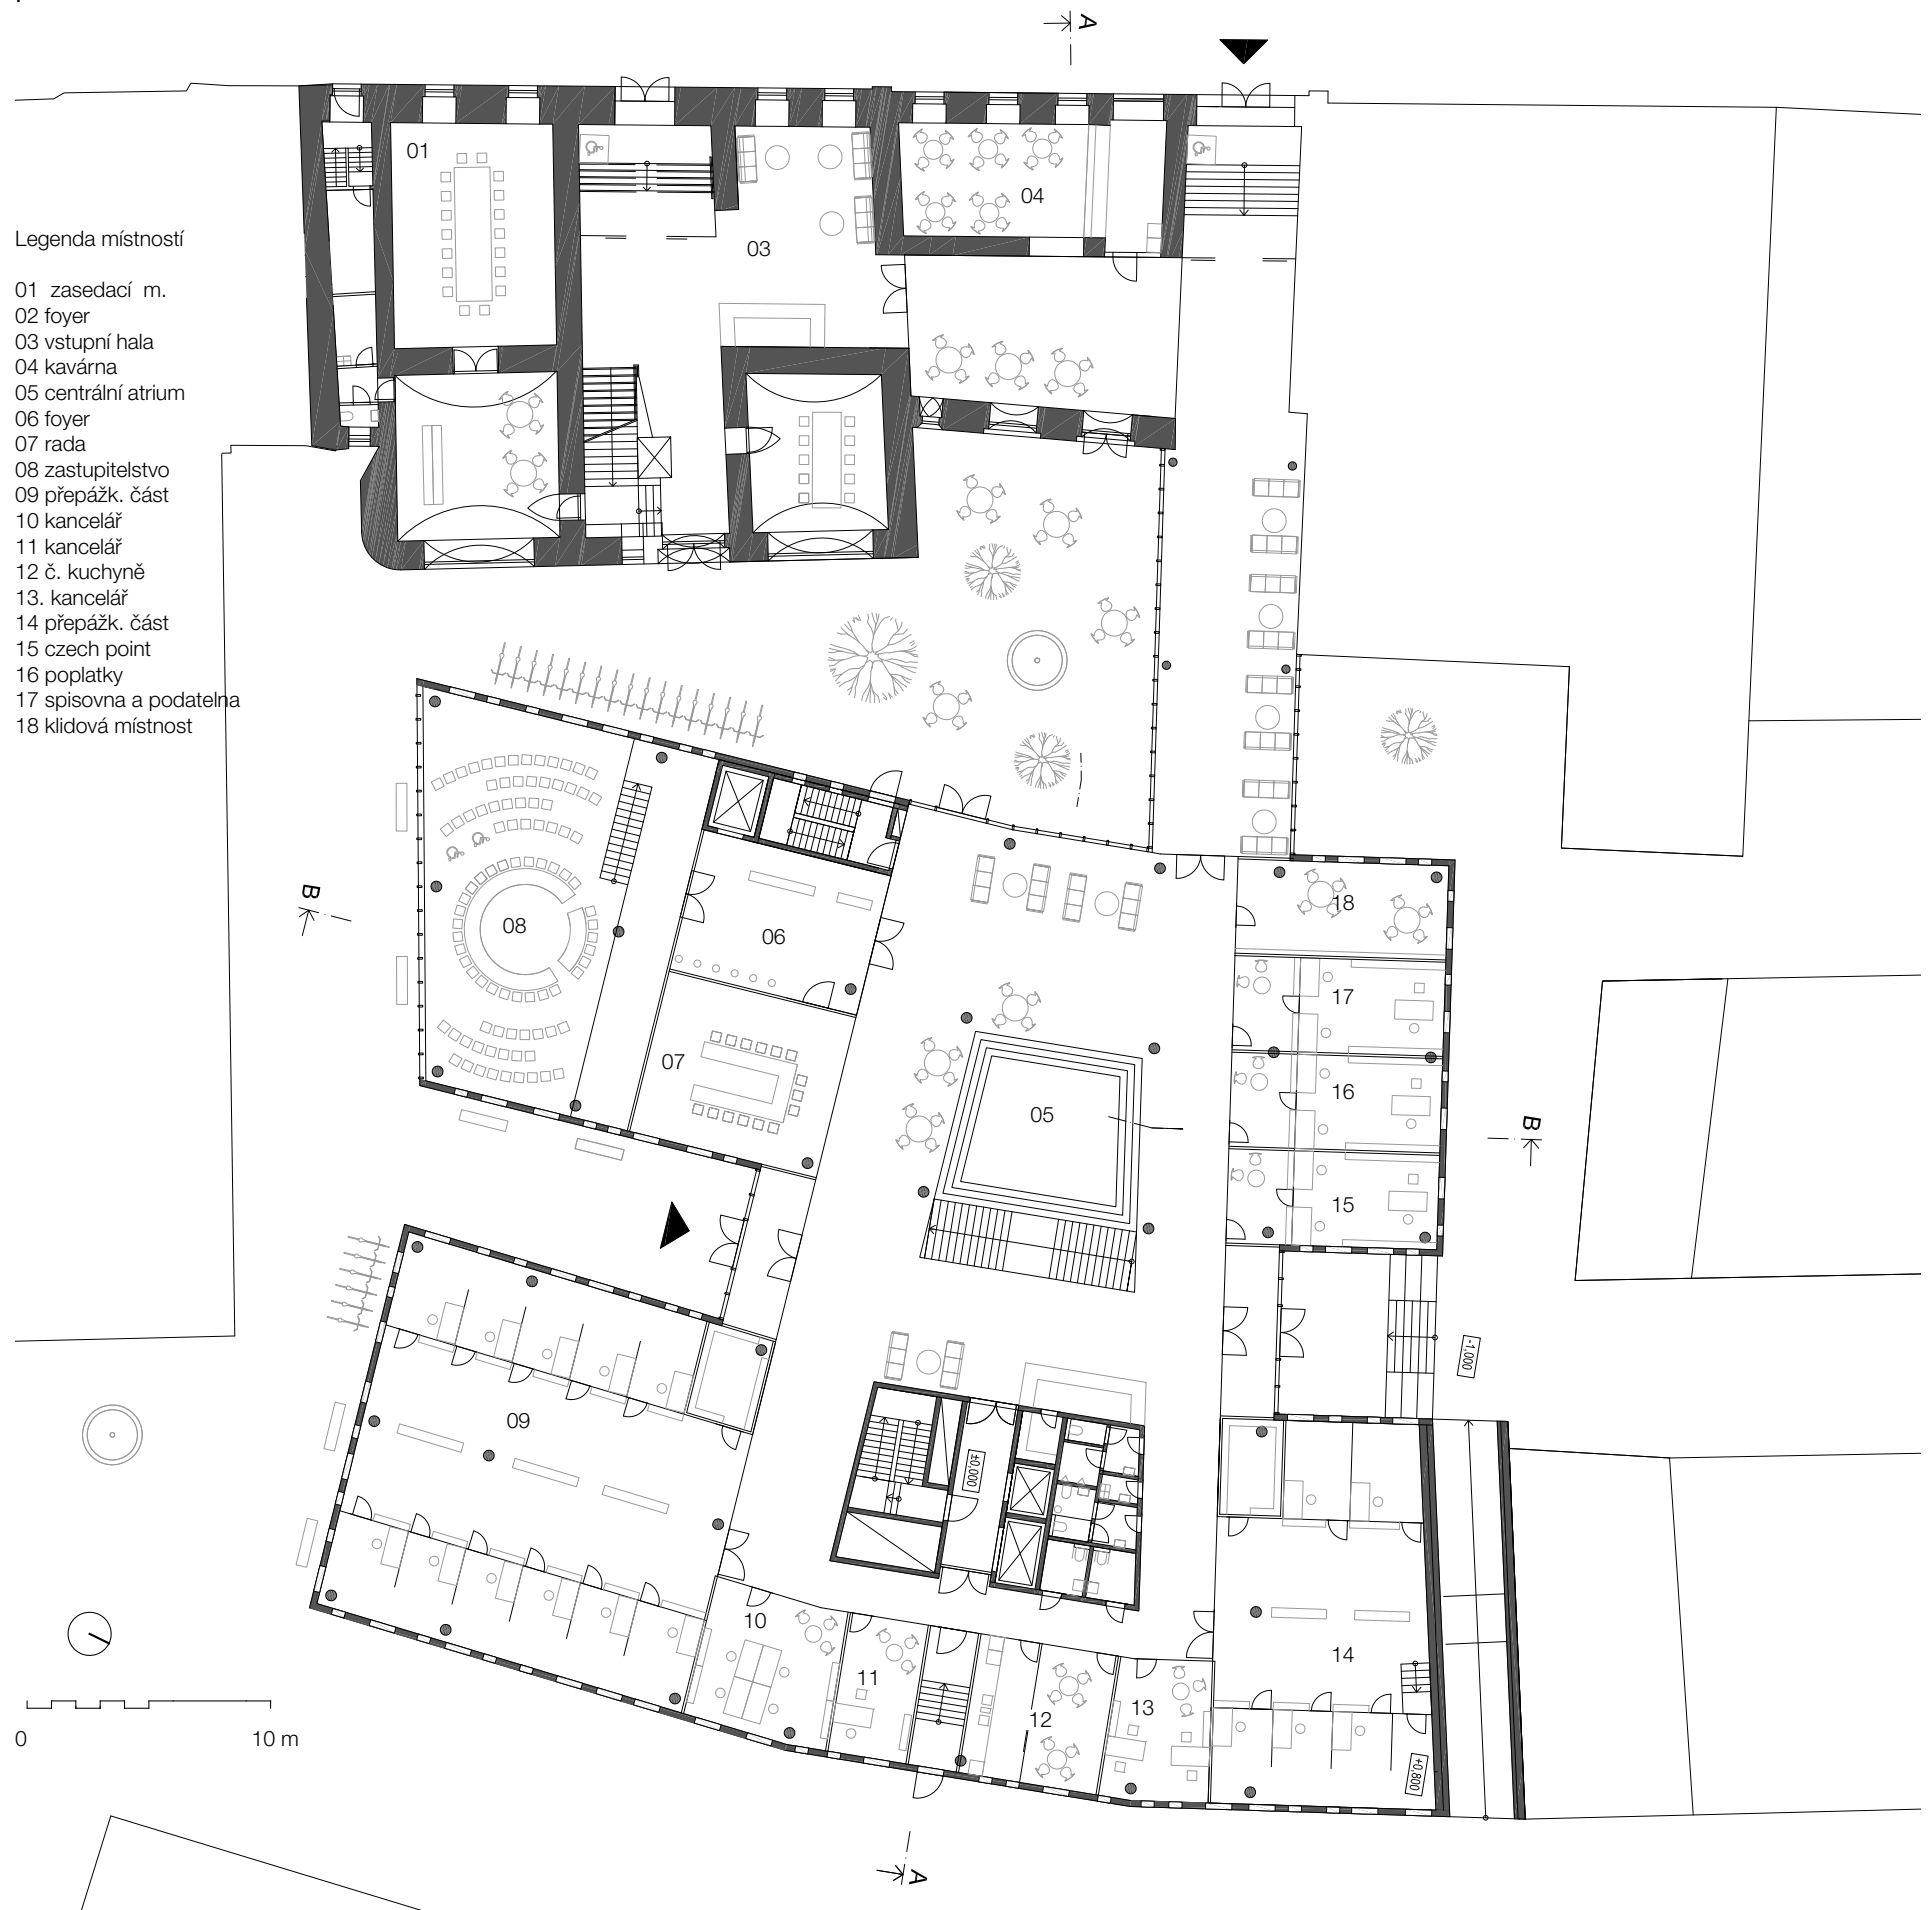 A
01
04
03
Legenda místností
01 zasedací m.
02 foyer
03 vstupní hala
04 kavárna
05 centrální atrium
06 foyer
07 rada
08 zastupitelstvo
09 přepážk. část
10 kancelář
11 kancelář
12 č. kuchyně
13. kancelář
14 přepážk. část
15 czech point
16 poplatky
17 spisovna a podatelna
18 klidová místnost
B
08
06
18
17
07
16
05
B
15
-1,000
09
±0,000
10
14
11
13
12
+0,800
0
10 m
A